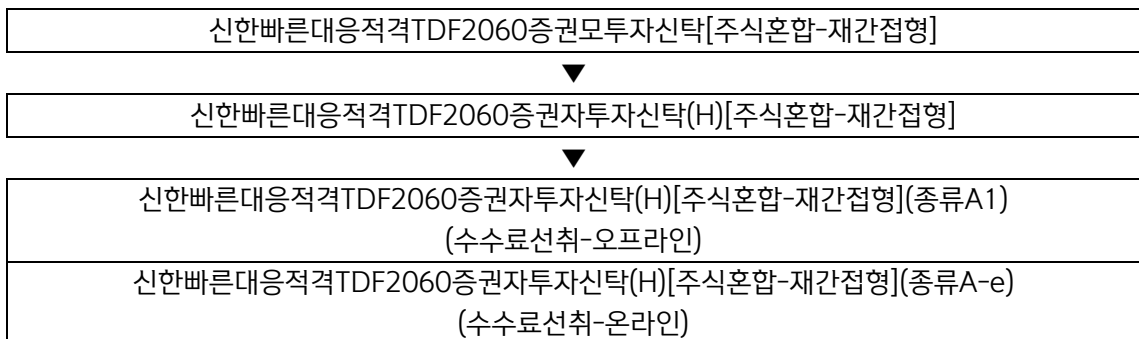 신한빠른대응적격TDF2060증권모투자신탁[주식혼합-재간접형]
▼
신한빠른대응적격TDF2060증권자투자신탁(H)[주식혼합-재간접형]
▼
신한빠른대응적격TDF2060증권자투자신탁(H)[주식혼합-재간접형](종류A1)
(수수료선취-오프라인)
신한빠른대응적격TDF2060증권자투자신탁(H)[주식혼합-재간접형](종류A-e)
(수수료선취-온라인)